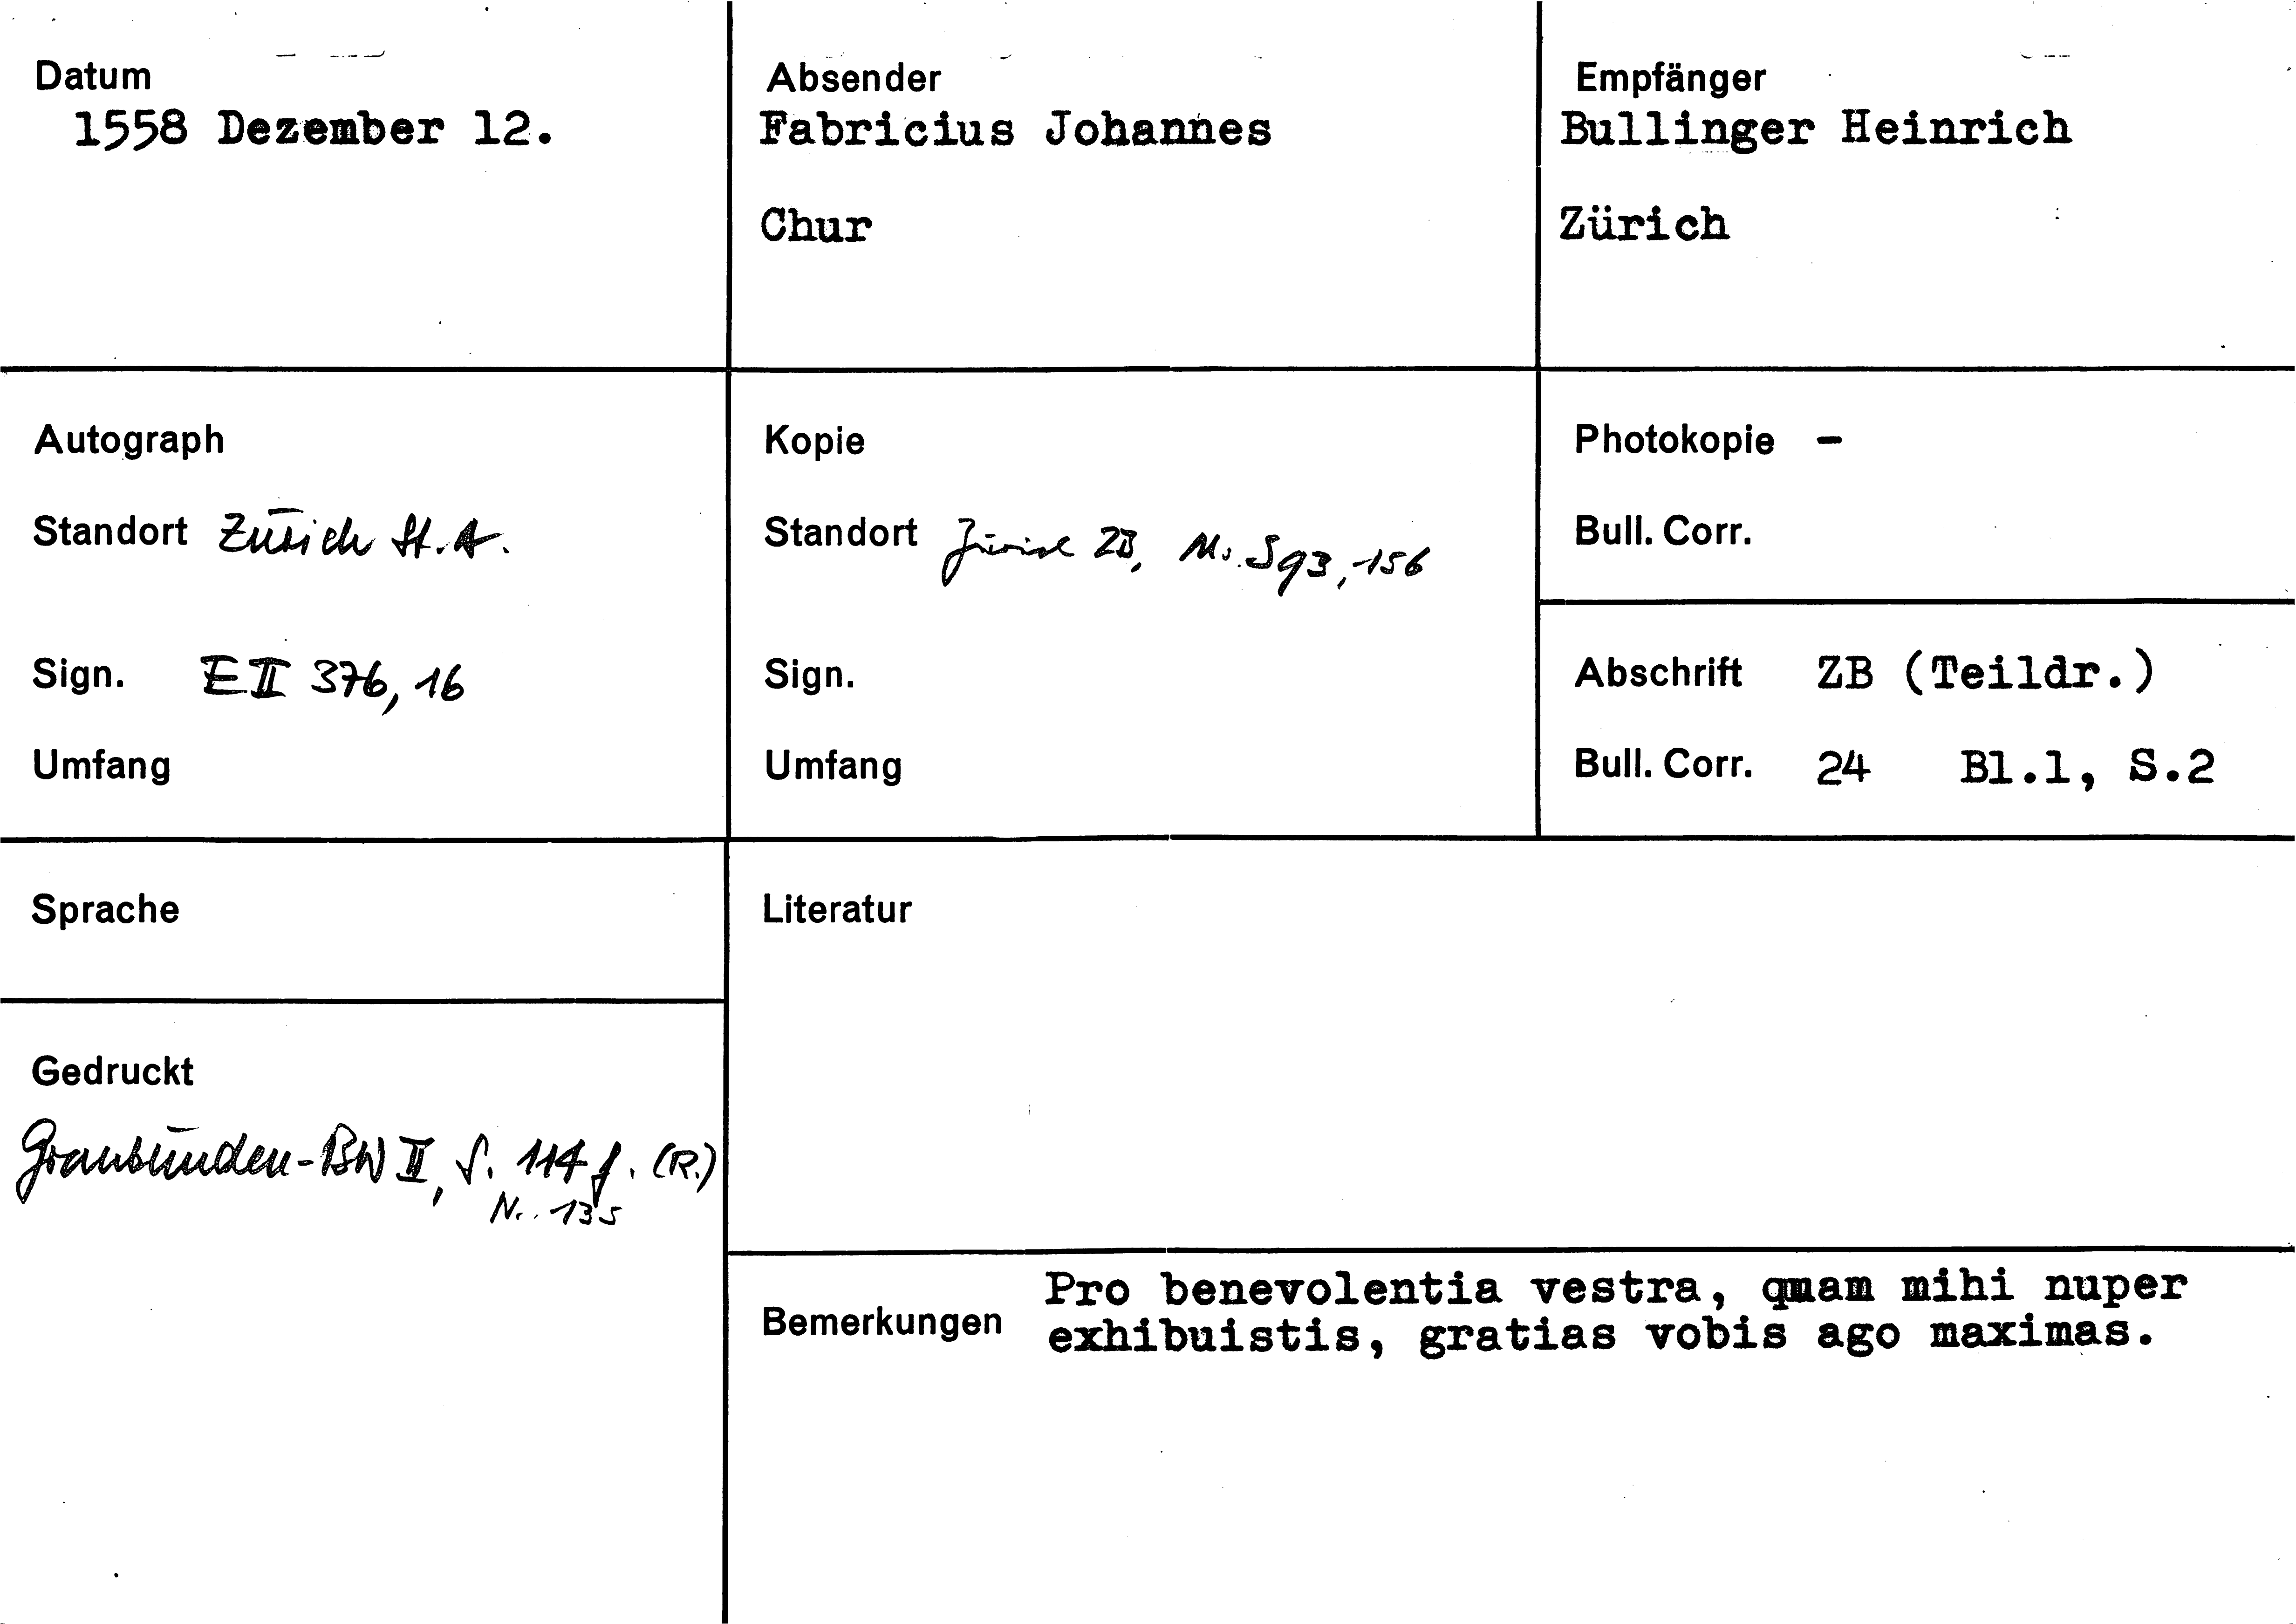 Datum
1558 Dezember 12.
Absender
Fabricius Johannes
Chur
Empfänger
Bullinger Heinrich
Zürich
Autograph
Standort Zürich St.A.
Sign. E II 376, 16
Umfang
Kopie
Standort Zürich ZB, Ms. S 93, 156
Sign.
Umfang
Photokopie -
Bull. Corr.
Abschrift ZB (Teildr.)
Bull. Corr. 24 Bl.1, S.2
Sprache
Literatur
Gedruckt
Graubünden-BW II, S. 114 f. (R.)
Nr. 135
Bemerkungen
Pro benevolentia vestra, quam mihi nuper
exhibuistis, gratias vobis ago maximas.